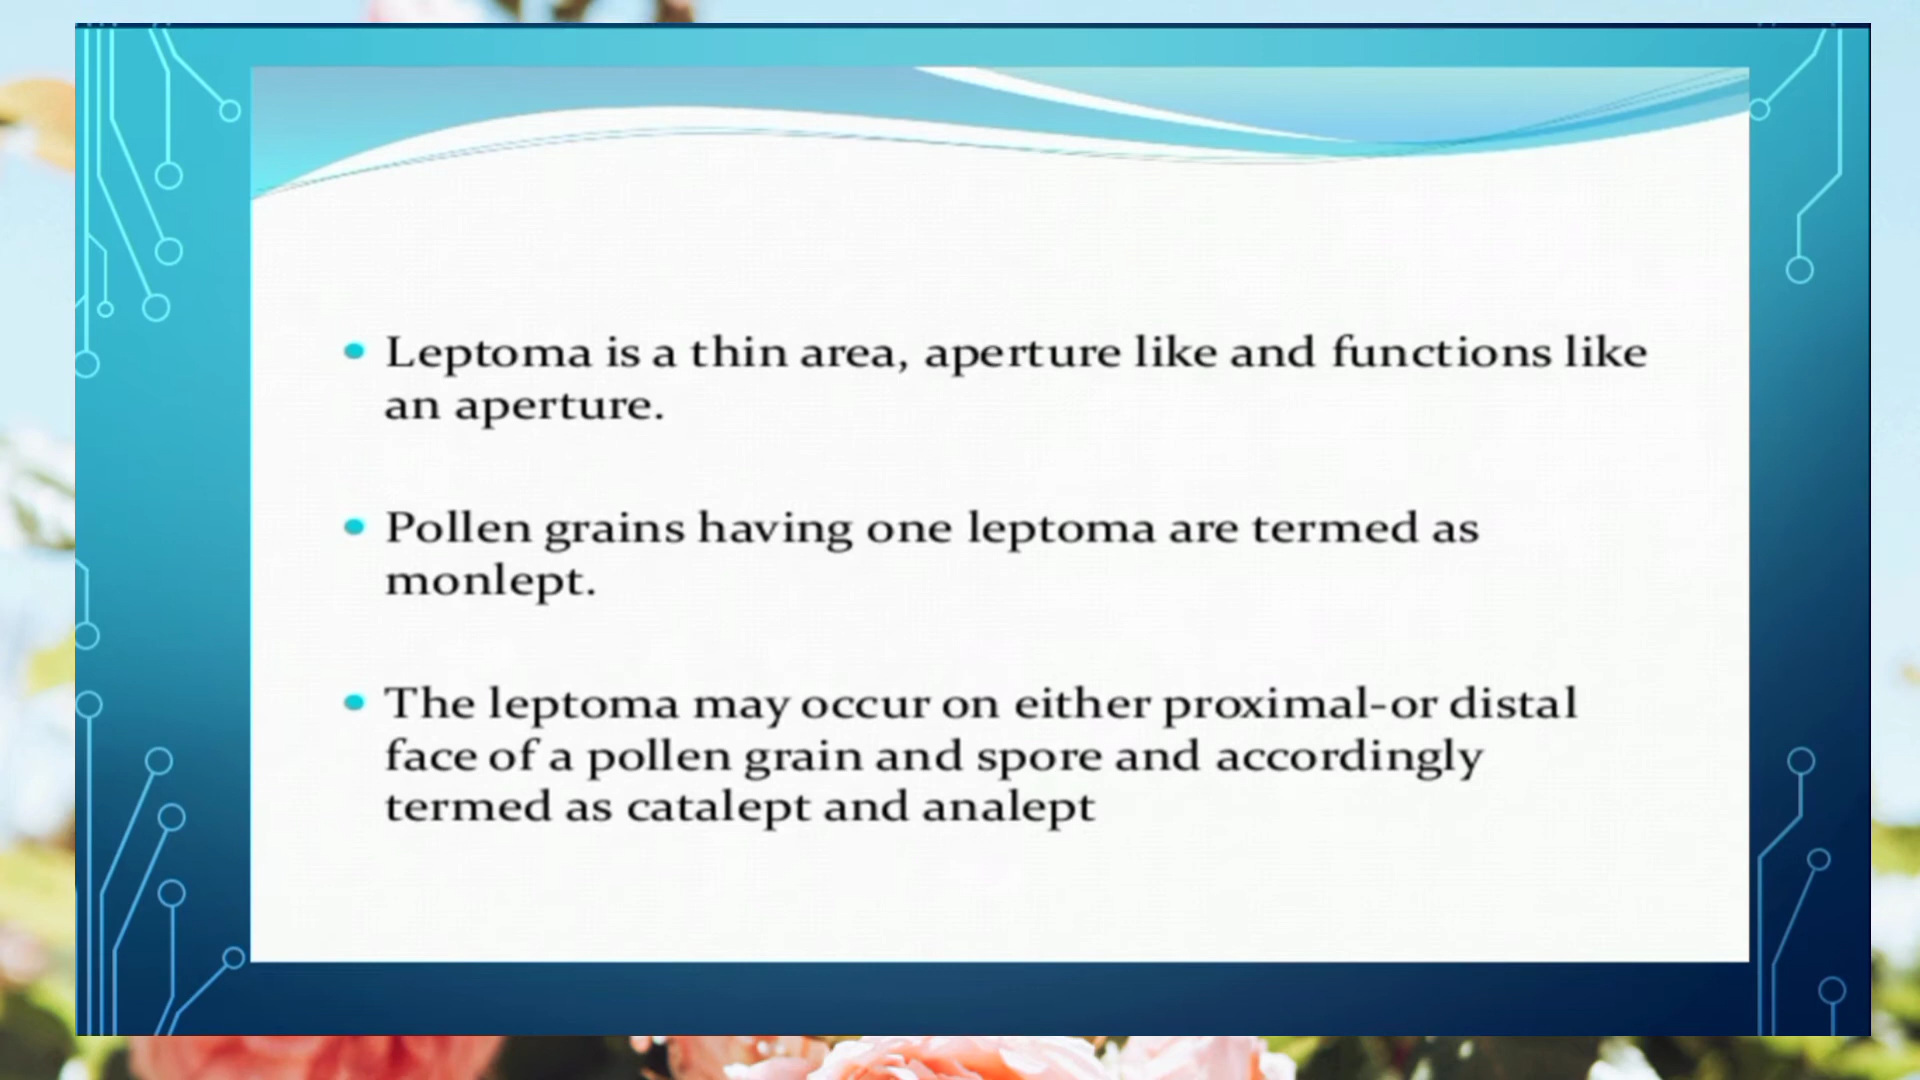 Leptoma is a thin area, aperture like and functions like
an aperture.
Pollen grains having one leptoma are termed as
monlept.
The leptoma may occur on either proximal-or distal
face of a pollen grain and spore and accordingly
termed as catalept and analept